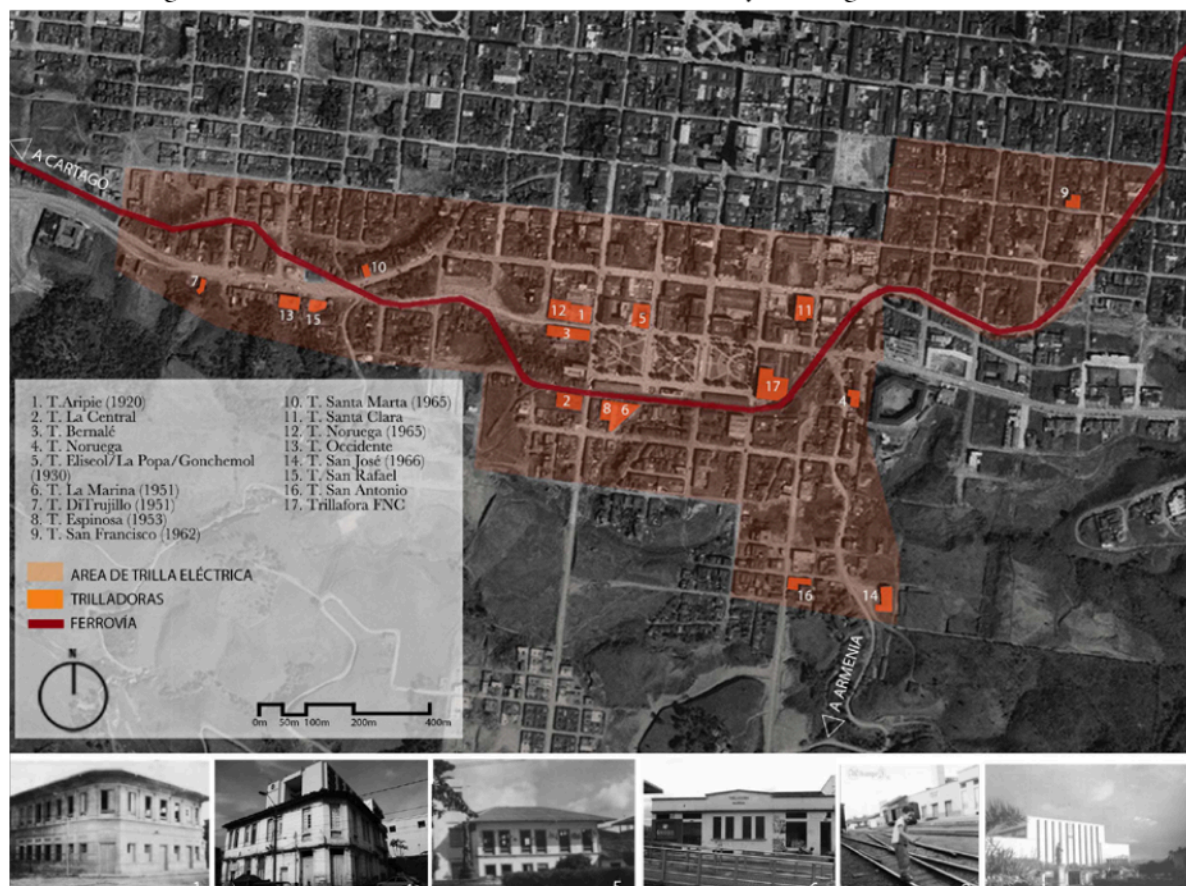 A CARTAGO
9
10
7
13
15
12 1
3
5
11
17
4
2
8 6
1. T.Aripie (1920)
2. T. La Central
3. T. Bernalé
4. T. Noruega
5. T. Eliseol/La Popa/Gonchemol
(1930)
6. T. La Marina (1951)
7. T. DiTrujillo (1951)
8. T. Espinosa (1953)
9. T. San Francisco (1962)
10. T. Santa Marta (1965)
11. T. Santa Clara
12. T. Noruega (1965)
13. T. Occidente
14. T. San José (1966)
15. T. San Rafael
16. T. San Antonio
17. Trillafora FNC
AREA DE TRILLA ELÉCTRICA
TRILLADORAS
FERROVÍA
N
0m 50m 100m 200m 400m
16
14
A ARMENIA